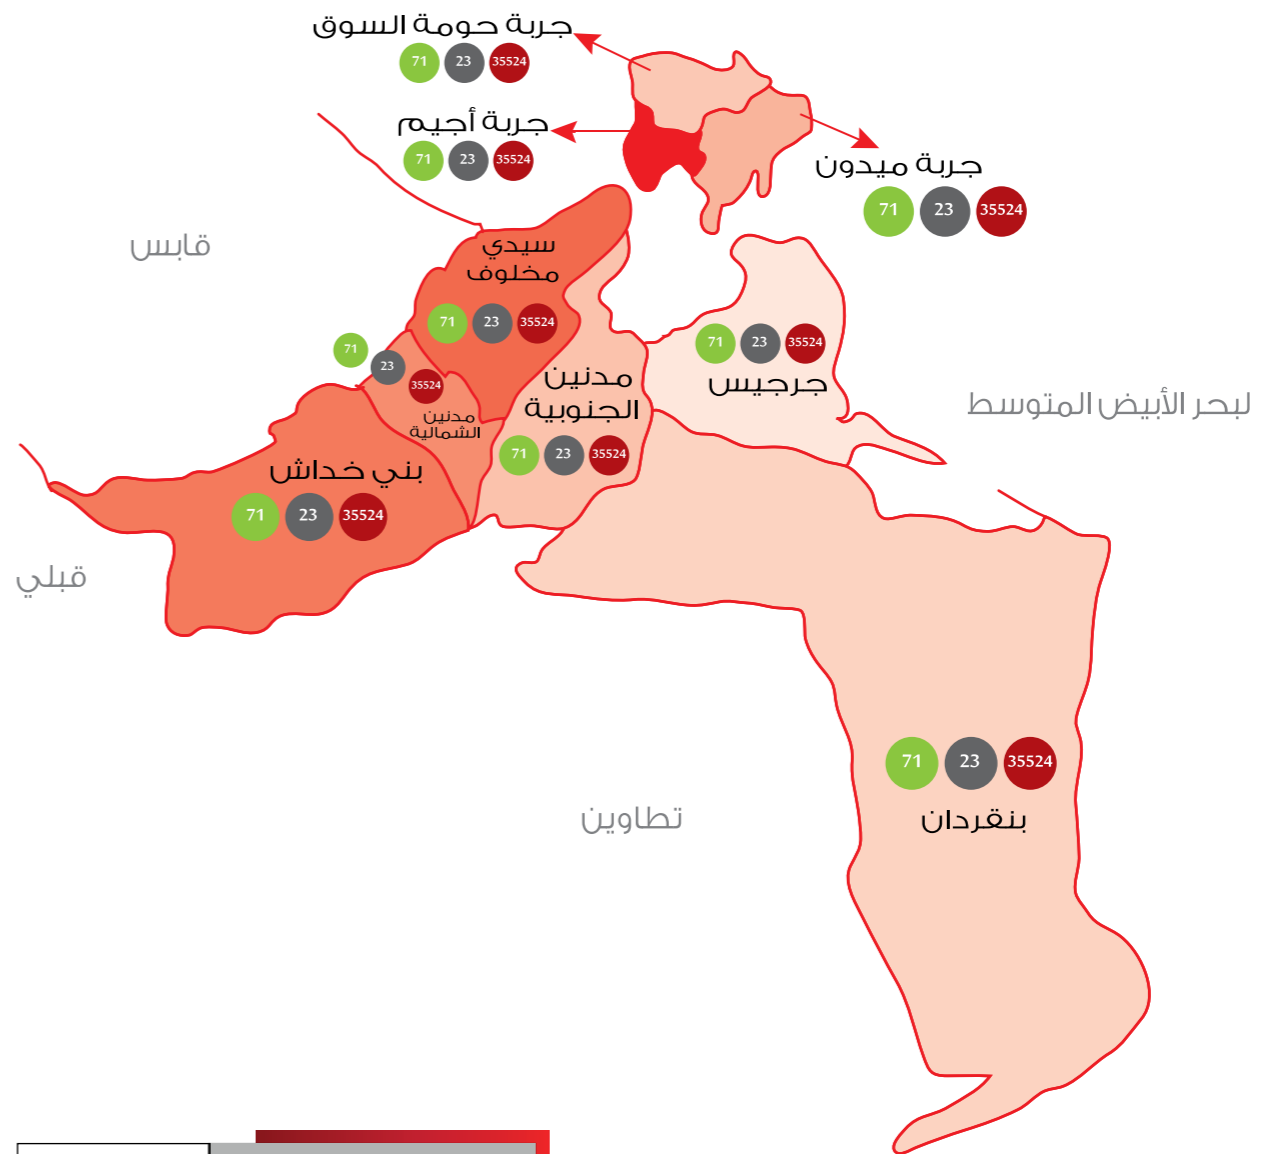 جربة حومة السوق
71 23 35524
جربة أجيم
71 23 35524
جربة ميدون
71 23 35524
قابس
سيدي
مخلوف
71 23 35524
71 23 35524
مدنين
الشمالية
مدنين
الجنوبية
71 23 35524
71 23 35524
جرجيس
لبحر الأبيض المتوسط
بني خداش
71 23 35524
قبلي
71 23 35524
بنقردان
تطاوين